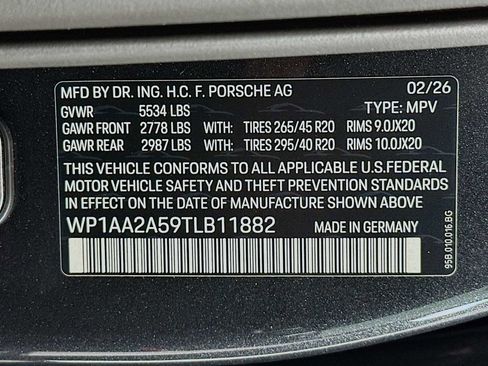 MFD BY DR. ING. H.C. F. PORSCHE AG 02/26
GVWR 5534 LBS TYPE: MPV
GAWR FRONT 2778 LBS WITH: TIRES 265/45 R20 RIMS 9.0JX20
GAWR REAR 2987 LBS WITH: TIRES 295/40 R20 RIMS 10.0JX20
THIS VEHICLE CONFORMS TO ALL APPLICABLE U.S.FEDERAL
MOTOR VEHICLE SAFETY AND THEFT PREVENTION STANDARDS
IN EFFECT ON THE DATE OF MANUFACTURE SHOWN ABOVE
WP1AA2A59TLB11882 MADE IN GERMANY
95B.010.016.BG